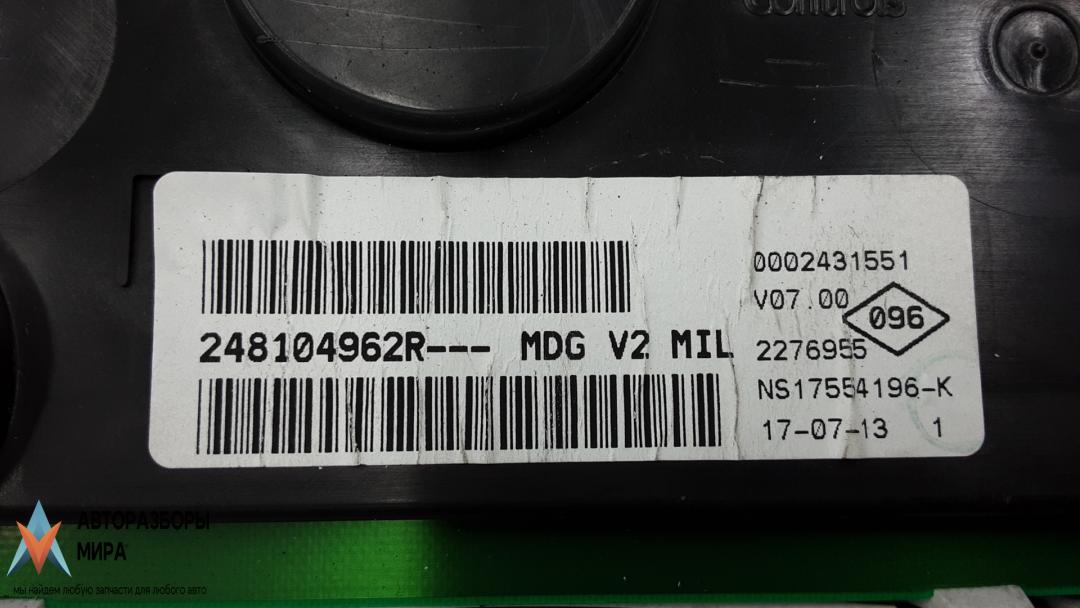 Controls
0002431551
V07.00
096
248104962R--- MDG V2 MIL
2276955
NS17554196-K
17-07-13 1
АВТОРАЗБОРЫ
МИРА
мы найдем любую запчасти для любого авто